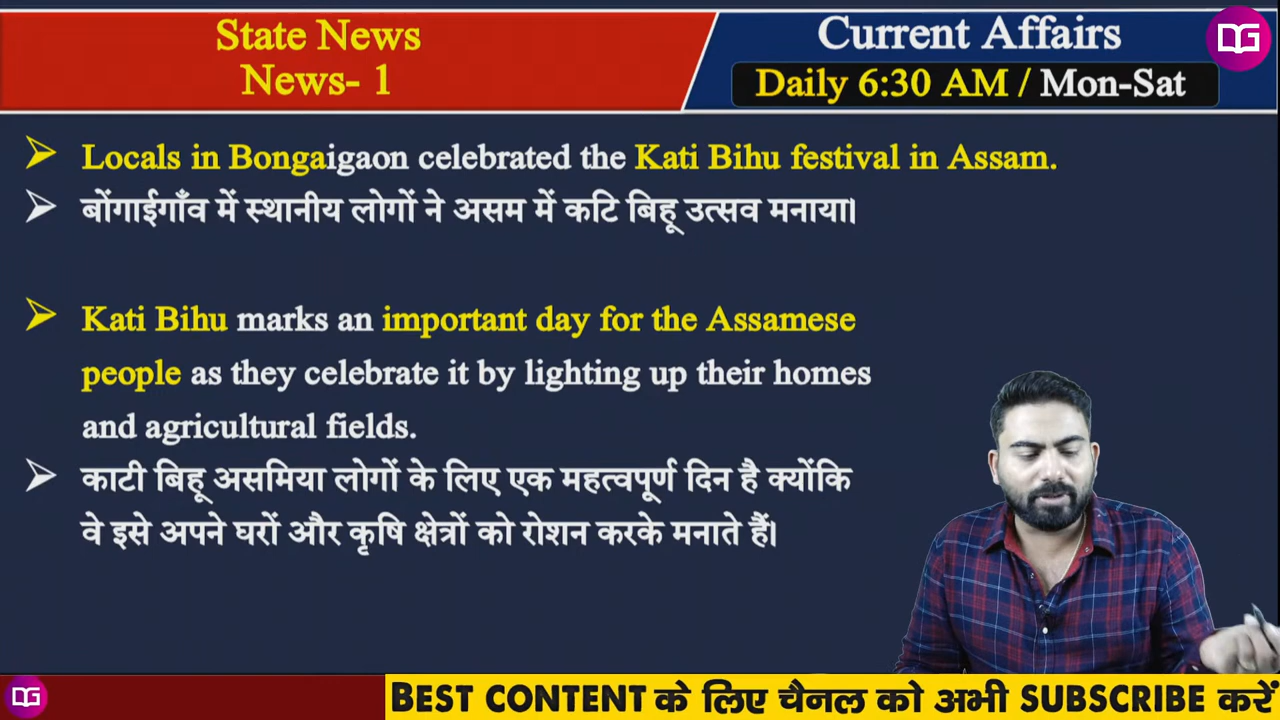 State News
News- 1
Current Affairs
Daily 6:30 AM / Mon-Sat
DG
Locals in Bongaigaon celebrated the Kati Bihu festival in Assam.
बोंगाईगाँव में स्थानीय लोगों ने असम में कटि बिहू उत्सव मनाया।
Kati Bihu marks an important day for the Assamese
people as they celebrate it by lighting up their homes
and agricultural fields.
काटी बिहू असमिया लोगों के लिए एक महत्वपूर्ण दिन है क्योंकि
वे इसे अपने घरों और कृषि क्षेत्रों को रोशन करके मनाते हैं।
DG
BEST CONTENT के लिए चैनल को अभी SUBSCRIBE करें